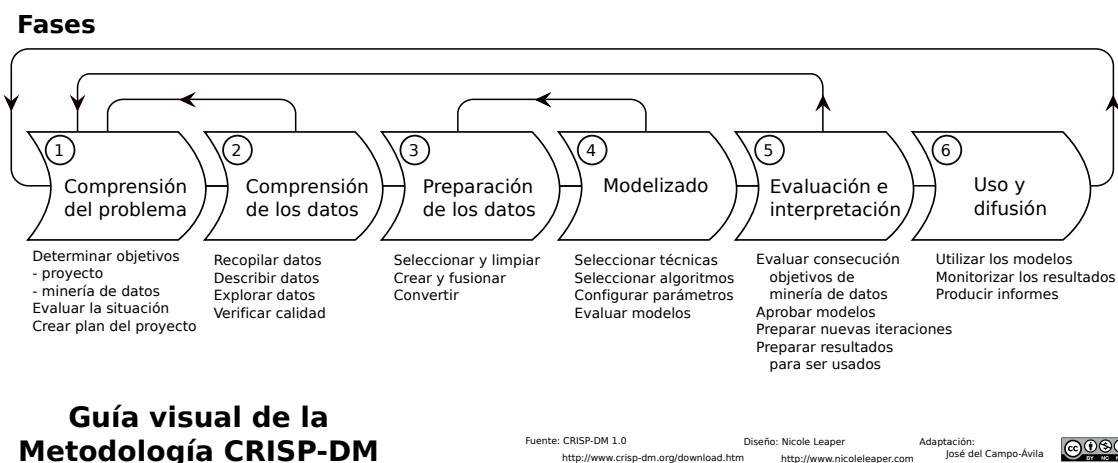 Fases
1
Comprensión
del problema
Determinar objetivos
- proyecto
- minería de datos
Evaluar la situación
Crear plan del proyecto
2
Comprensión
de los datos
Recopilar datos
Describir datos
Explorar datos
Verificar calidad
3
Preparación
de los datos
Seleccionar y limpiar
Crear y fusionar
Convertir
4
Modelizado
Seleccionar técnicas
Seleccionar algoritmos
Configurar parámetros
Evaluar modelos
5
Evaluación e
interpretación
Evaluar consecución
objetivos de
minería de datos
Aprobar modelos
Preparar nuevas iteraciones
Preparar resultados
para ser usados
6
Uso y
difusión
Utilizar los modelos
Monitorizar los resultados
Producir informes
Guía visual de la
Metodología CRISP-DM
Fuente: CRISP-DM 1.0
http://www.crisp-dm.org/download.htm
Diseño: Nicole Leaper
http://www.nicoleleaper.com
Adaptación:
José del Campo-Ávila
cc
BY NC